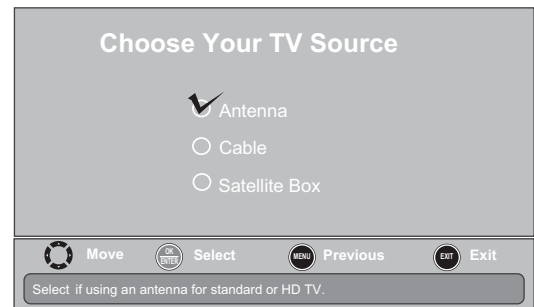 Choose Your TV Source
Antenna
Cable
Satellite Box
Move OK ENTER Select MENU Previous EXIT Exit
Select if using an antenna for standard or HD TV.